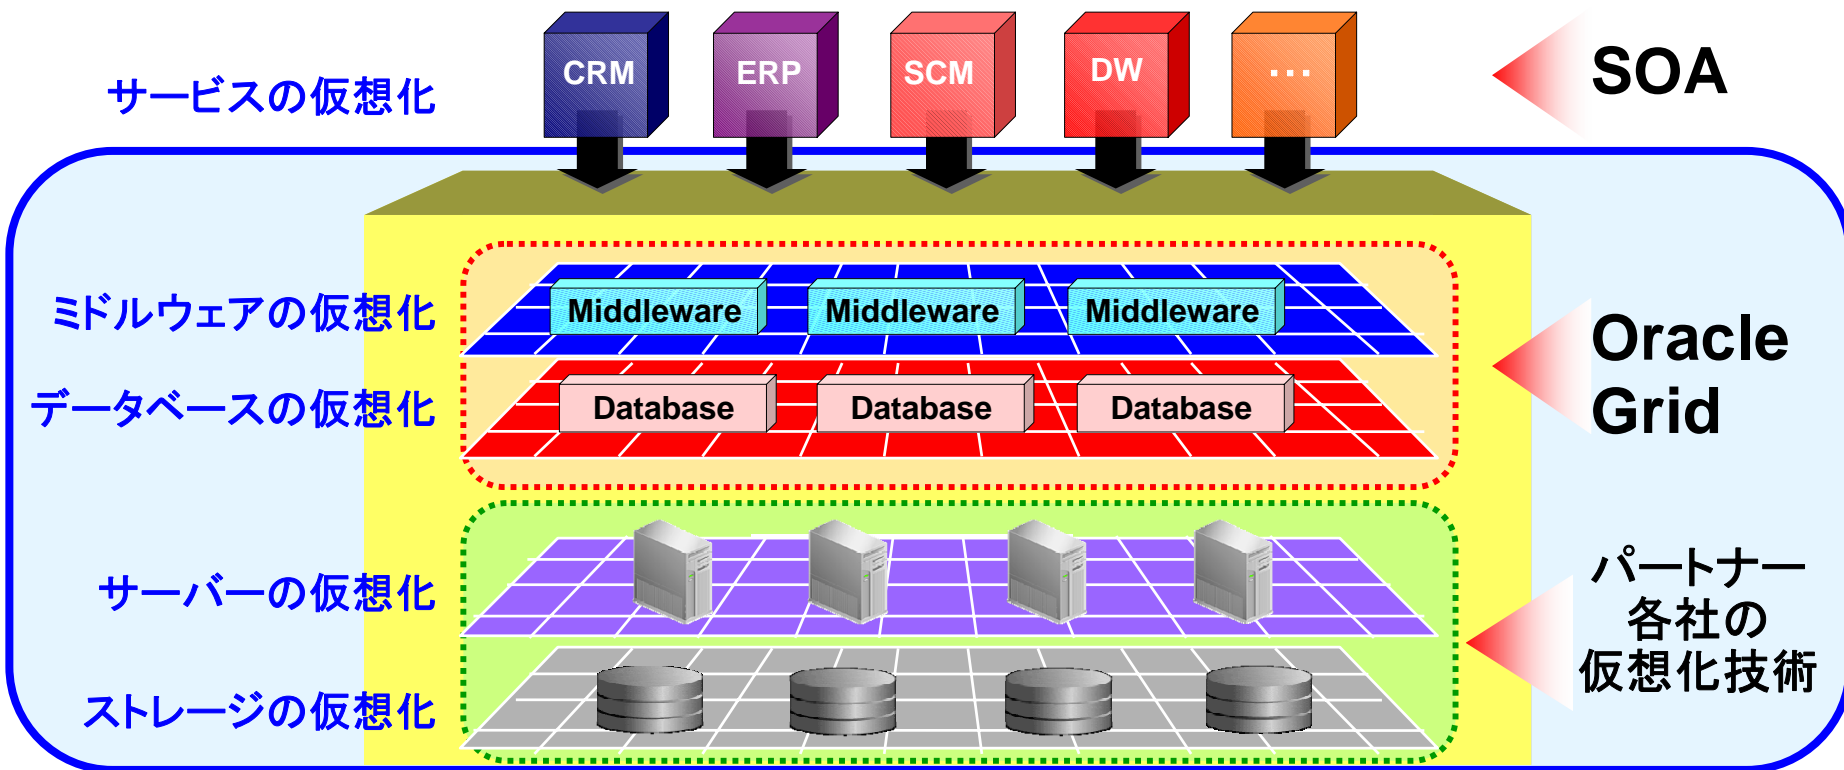 CRM
ERP
SCM
DW
...
サービスの仮想化
SOA
ミドルウェアの仮想化
Middleware
Middleware
Middleware
Oracle
Grid
データベースの仮想化
Database
Database
Database
サーバーの仮想化
パートナー
各社の
仮想化技術
ストレージの仮想化